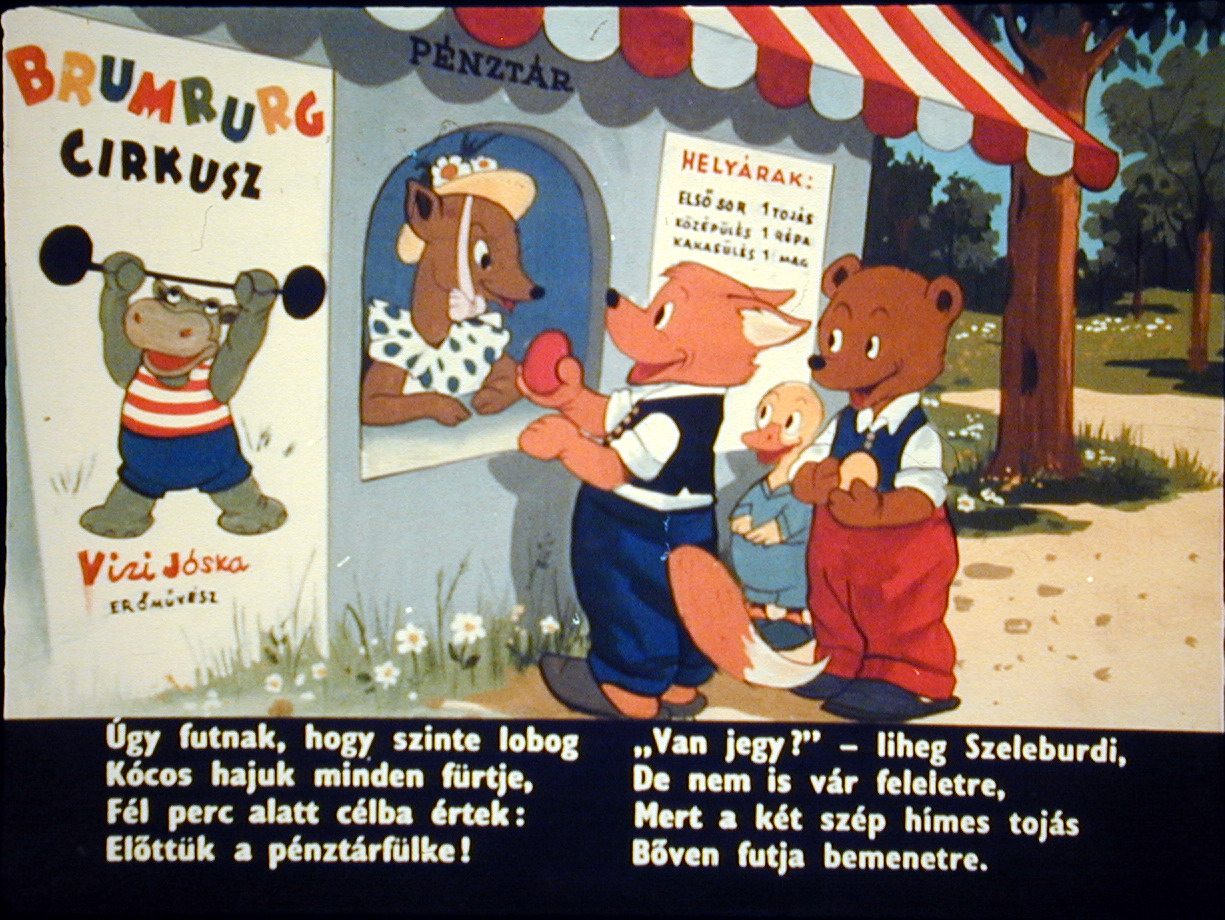 BRUMRURG
CIRKUSZ
Vizi Jóska
ERŐMŰVÉSZ
PÉNZTÁR
HELYÁRAK:
ELSŐ SOR 1 TOJÁS
KÖZÉPÜLÉS 1 RÉPA
KAKASÜLÉS 1 MAG
Úgy futnak, hogy szinte lobog
Kócos hajuk minden fürtje,
Fél perc alatt célba értek:
Előttük a pénztárfülke!
„Van jegy?” – liheg Szeleburdi,
De nem is vár feleletre,
Mert a két szép hímes tojás
Bőven futja bemenetre.